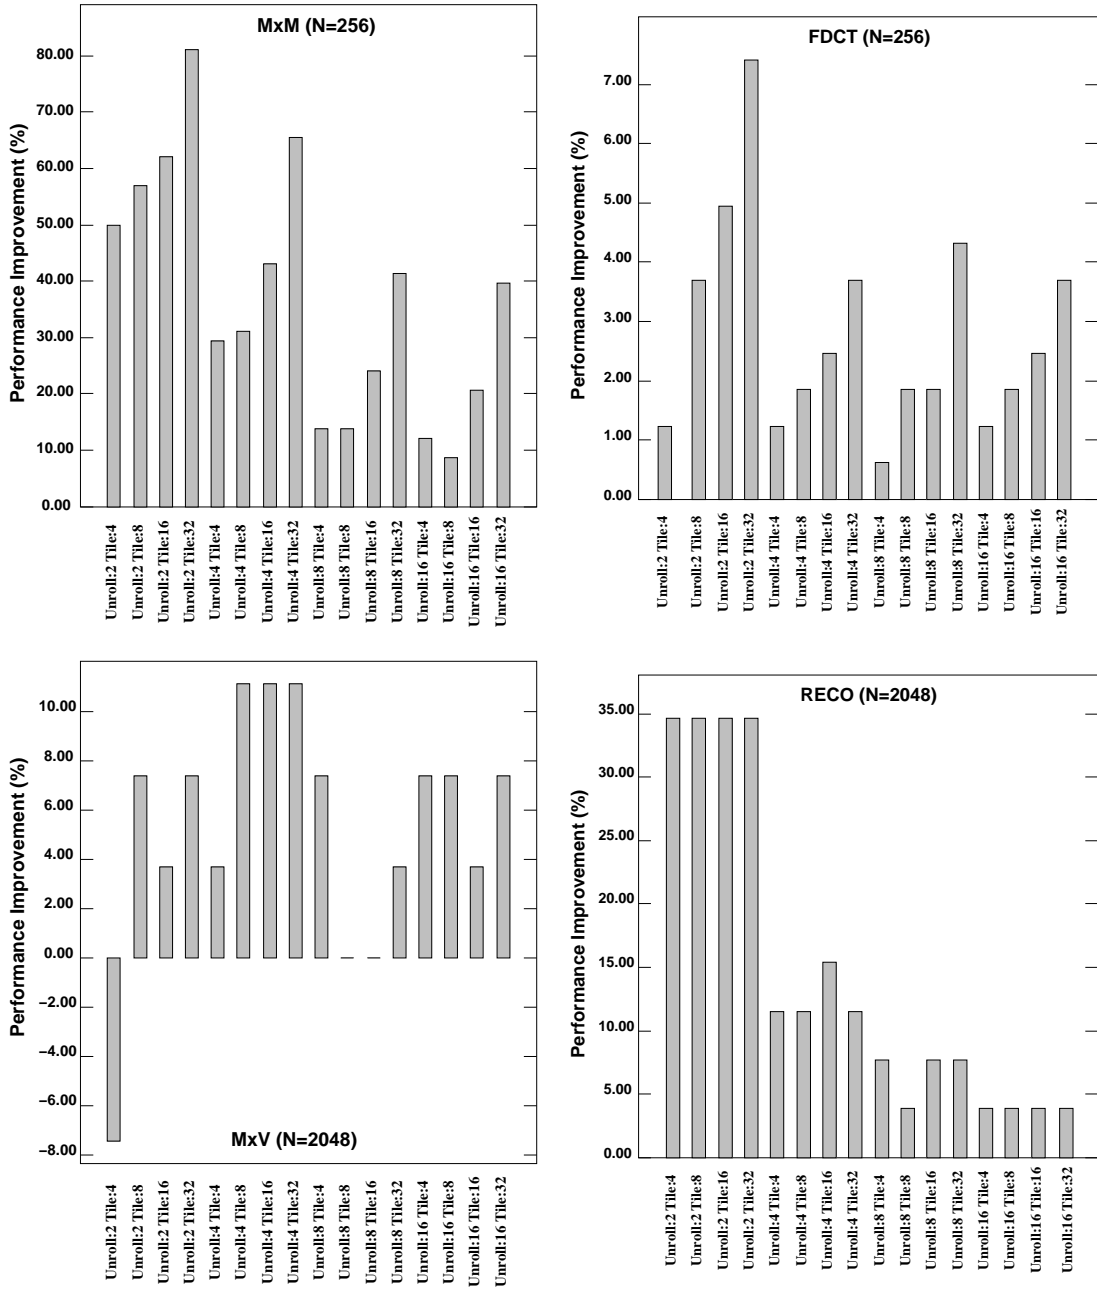 MxM (N=256)
Performance Improvement (%)
80.00
70.00
60.00
50.00
40.00
30.00
20.00
10.00
0.00
Unroll:2 Tile:4
Unroll:2 Tile:8
Unroll:2 Tile:16
Unroll:2 Tile:32
Unroll:4 Tile:4
Unroll:4 Tile:8
Unroll:4 Tile:16
Unroll:4 Tile:32
Unroll:8 Tile:4
Unroll:8 Tile:8
Unroll:8 Tile:16
Unroll:8 Tile:32
Unroll:16 Tile:4
Unroll:16 Tile:8
Unroll:16 Tile:16
Unroll:16 Tile:32
FDCT (N=256)
Performance Improvement (%)
7.00
6.00
5.00
4.00
3.00
2.00
1.00
0.00
Unroll:2 Tile:4
Unroll:2 Tile:8
Unroll:2 Tile:16
Unroll:2 Tile:32
Unroll:4 Tile:4
Unroll:4 Tile:8
Unroll:4 Tile:16
Unroll:4 Tile:32
Unroll:8 Tile:4
Unroll:8 Tile:8
Unroll:8 Tile:16
Unroll:8 Tile:32
Unroll:16 Tile:4
Unroll:16 Tile:8
Unroll:16 Tile:16
Unroll:16 Tile:32
Performance Improvement (%)
10.00
8.00
6.00
4.00
2.00
0.00
−2.00
−4.00
−6.00
−8.00
MxV (N=2048)
Unroll:2 Tile:4
Unroll:2 Tile:8
Unroll:2 Tile:16
Unroll:2 Tile:32
Unroll:4 Tile:4
Unroll:4 Tile:8
Unroll:4 Tile:16
Unroll:4 Tile:32
Unroll:8 Tile:4
Unroll:8 Tile:8
Unroll:8 Tile:16
Unroll:8 Tile:32
Unroll:16 Tile:4
Unroll:16 Tile:8
Unroll:16 Tile:16
Unroll:16 Tile:32
RECO (N=2048)
Performance Improvement (%)
35.00
30.00
25.00
20.00
15.00
10.00
5.00
0.00
Unroll:2 Tile:4
Unroll:2 Tile:8
Unroll:2 Tile:16
Unroll:2 Tile:32
Unroll:4 Tile:4
Unroll:4 Tile:8
Unroll:4 Tile:16
Unroll:4 Tile:32
Unroll:8 Tile:4
Unroll:8 Tile:8
Unroll:8 Tile:16
Unroll:8 Tile:32
Unroll:16 Tile:4
Unroll:16 Tile:8
Unroll:16 Tile:16
Unroll:16 Tile:32